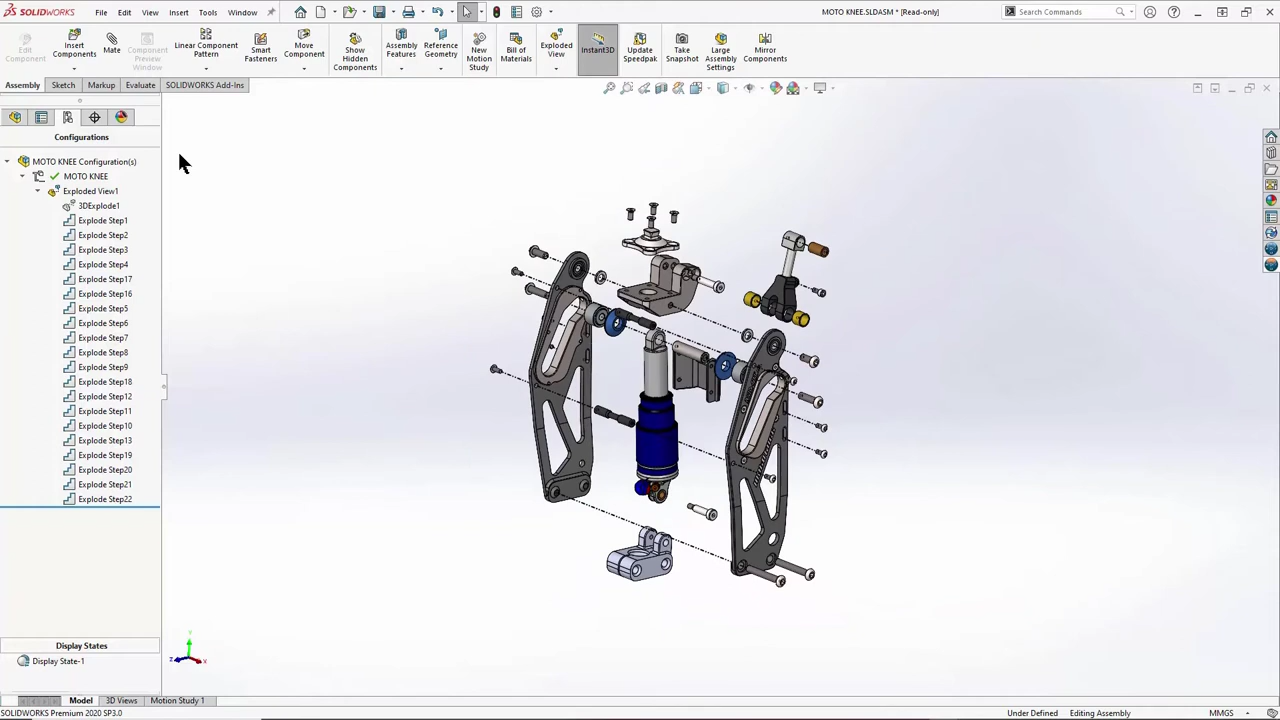 SOLIDWORKS File Edit View Insert Tools Window MOTO KNEE.SLDASM * [Read-only] Search Commands
Edit Component
Insert Components
Mate
Component Preview Window
Linear Component Pattern
Smart Fasteners
Move Component
Show Hidden Components
Assembly Features
Reference Geometry
New Motion Study
Bill of Materials
Exploded View
Instant3D
Update Speedpak
Take Snapshot
Large Assembly Settings
Mirror Components
Assembly Sketch Markup Evaluate SOLIDWORKS Add-Ins
Configurations
MOTO KNEE Configuration(s)
MOTO KNEE
Exploded View1
3DExplode1
Explode Step1
Explode Step2
Explode Step3
Explode Step4
Explode Step17
Explode Step16
Explode Step5
Explode Step6
Explode Step7
Explode Step8
Explode Step9
Explode Step18
Explode Step12
Explode Step11
Explode Step10
Explode Step13
Explode Step19
Explode Step20
Explode Step21
Explode Step22
Display States
Display State-1
Y
Z X
Model 3D Views Motion Study 1
SOLIDWORKS Premium 2020 SP3.0 Under Defined Editing Assembly MMGS